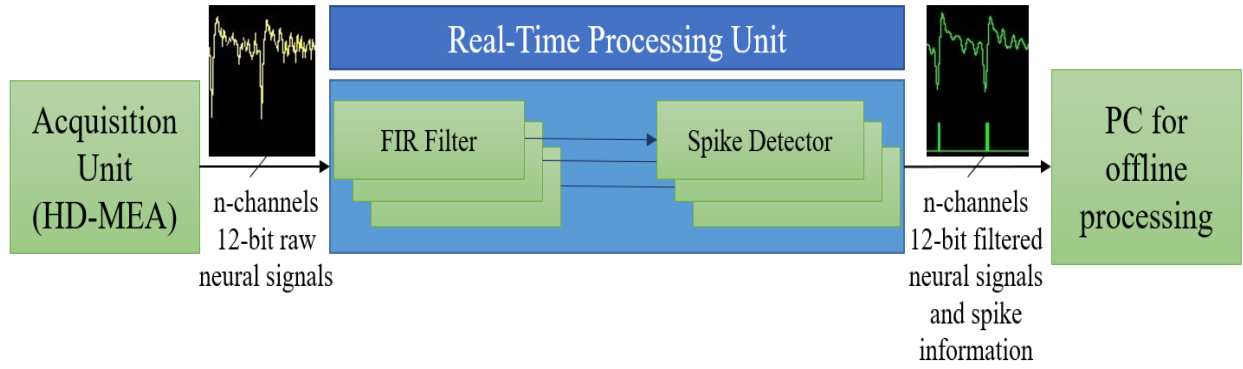 Acquisition
Unit
(HD-MEA)
n-channels
12-bit raw
neural signals
Real-Time Processing Unit
FIR Filter
Spike Detector
n-channels
12-bit filtered
neural signals
and spike
information
PC for
offline
processing